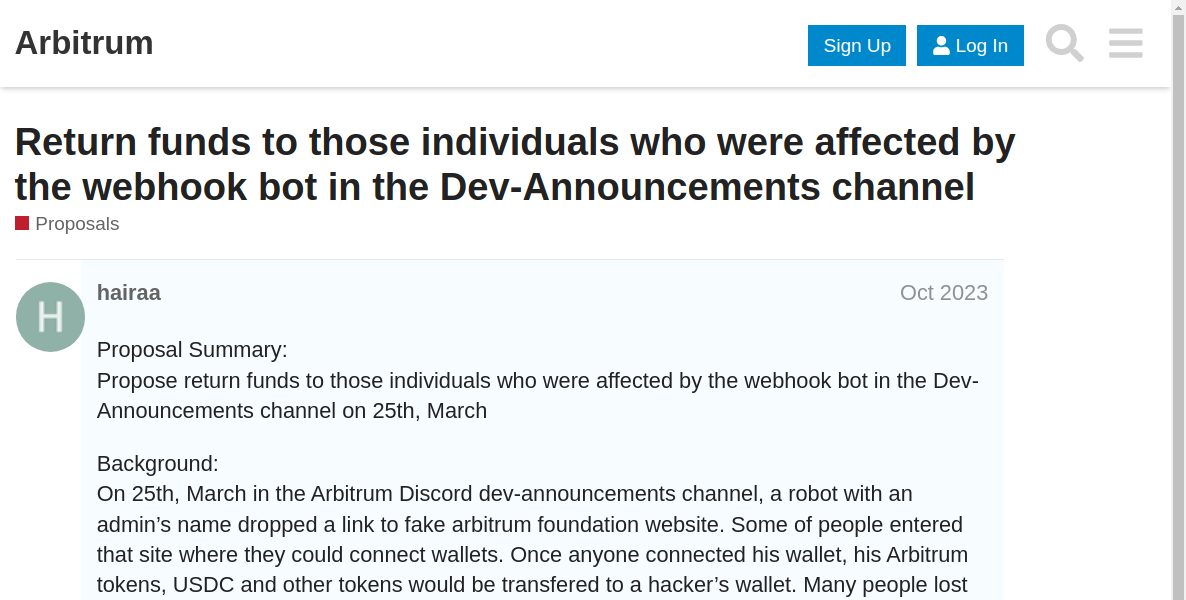 Arbitrum
Sign Up
Log In
Return funds to those individuals who were affected by
the webhook bot in the Dev-Announcements channel
Proposals
H
hairaa
Oct 2023
Proposal Summary:
Propose return funds to those individuals who were affected by the webhook bot in the Dev-
Announcements channel on 25th, March
Background:
On 25th, March in the Arbitrum Discord dev-announcements channel, a robot with an
admin’s name dropped a link to fake arbitrum foundation website. Some of people entered
that site where they could connect wallets. Once anyone connected his wallet, his Arbitrum
tokens, USDC and other tokens would be transfered to a hacker’s wallet. Many people lost